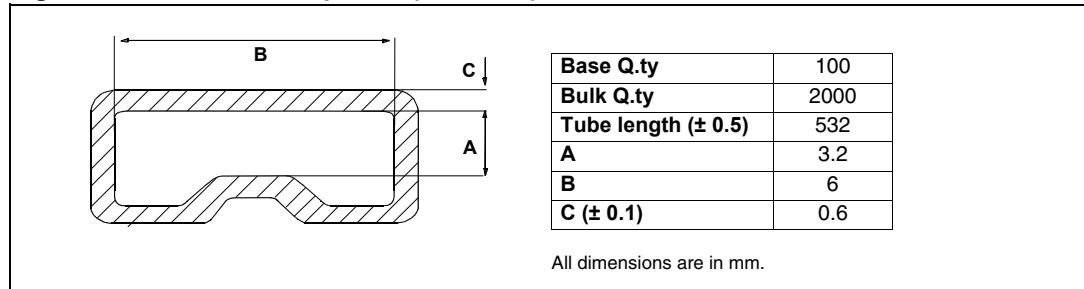 B
C
A
Base Q.ty 100
Bulk Q.ty 2000
Tube length (± 0.5) 532
A 3.2
B 6
C (± 0.1) 0.6
All dimensions are in mm.